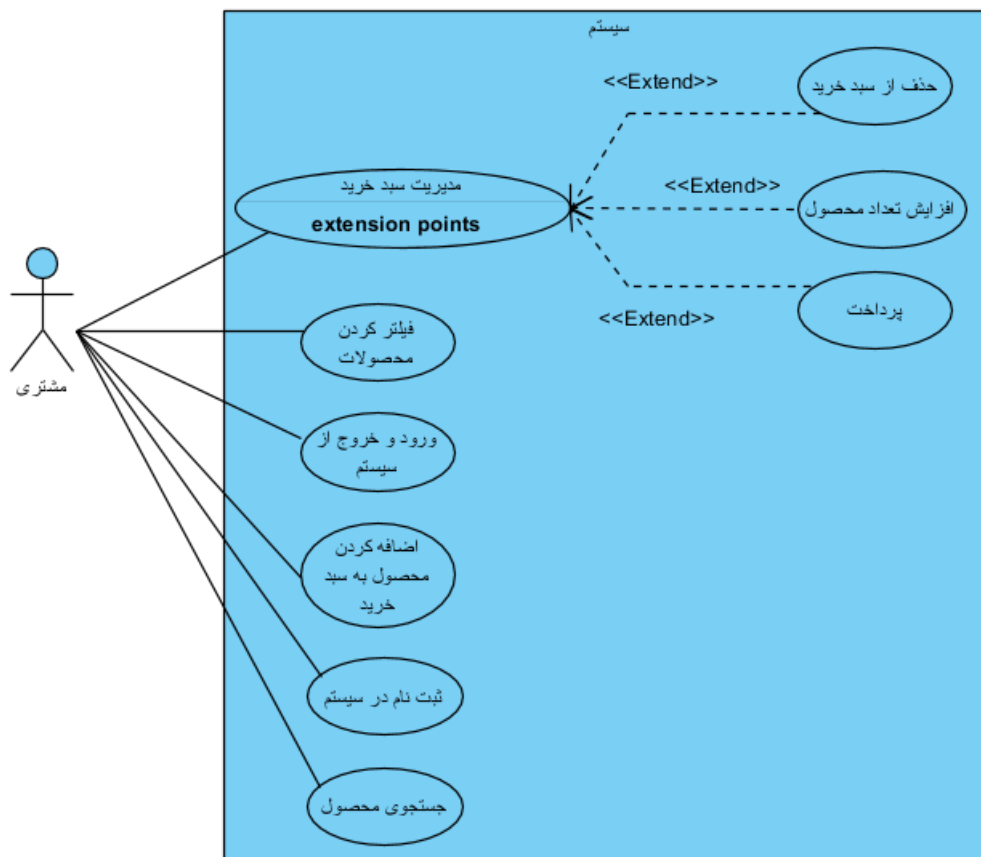 سیستم
<<Extend>>
حذف از سبد خرید
مدیریت سبد خرید
extension points
<<Extend>>
افزایش تعداد محصول
<<Extend>>
پرداخت
مشتری
فیلتر کردن
محصولات
ورود و خروج از
سیستم
اضافه کردن
محصول به سبد
خرید
ثبت نام در سیستم
جستجوی محصول